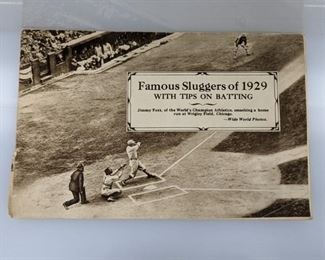 Famous Sluggers of 1929
WITH TIPS ON BATTING
Jimmy Foxx, of the World's Champion Athletics, smashing a home
run at Wrigley Field, Chicago.
—Wide World Photos.